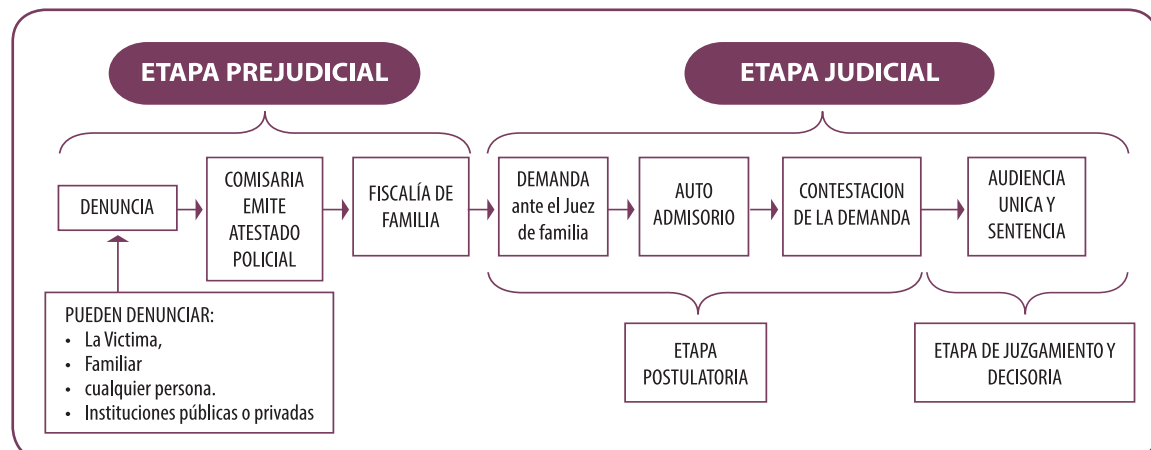 ETAPA PREJUDICIAL
ETAPA JUDICIAL
DENUNCIA
COMISARIA
EMITE
ATESTADO
POLICIAL
FISCALÍA DE
FAMILIA
DEMANDA
ante el Juez
de familia
AUTO
ADMISORIO
CONTESTACION
DE LA DEMANDA
AUDIENCIA
UNICA Y
SENTENCIA
PUEDEN DENUNCIAR:
• La Victima,
• Familiar
• cualquier persona.
• Instituciones públicas o privadas
ETAPA
POSTULATORIA
ETAPA DE JUZGAMIENTO Y
DECISORIA